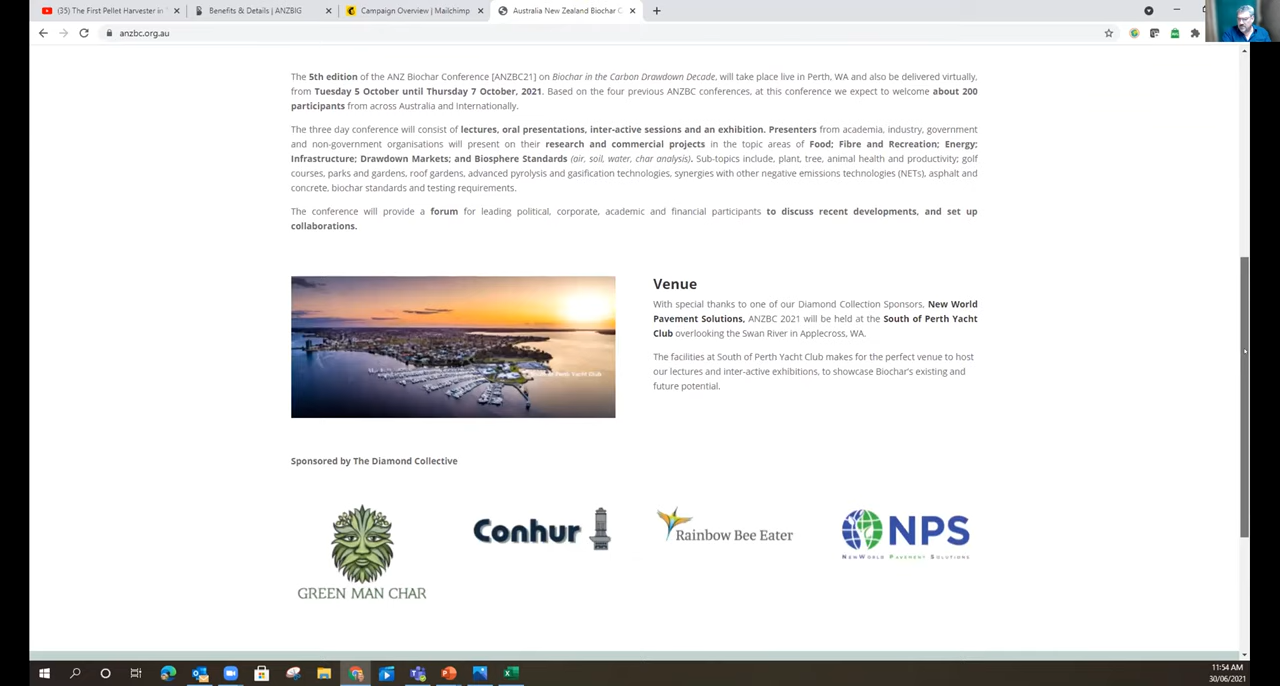 (35) The First Pellet Harvester in
Benefits & Details | ANZBIG
Campaign Overview | Mailchimp
Australia New Zealand Biochar C
anzbc.org.au
The 5th edition of the ANZ Biochar Conference [ANZBC21] on Biochar in the Carbon Drawdown Decade, will take place live in Perth, WA and also be delivered virtually,
from Tuesday 5 October until Thursday 7 October, 2021. Based on the four previous ANZBC conferences, at this conference we expect to welcome about 200
participants from across Australia and Internationally.
The three day conference will consist of lectures, oral presentations, inter-active sessions and an exhibition. Presenters from academia, industry, government
and non-government organisations will present on their research and commercial projects in the topic areas of Food; Fibre and Recreation; Energy;
Infrastructure; Drawdown Markets; and Biosphere Standards (air, soil, water, char analysis). Sub-topics include, plant, tree, animal health and productivity; golf
courses, parks and gardens, roof gardens, advanced pyrolysis and gasification technologies, synergies with other negative emissions technologies (NETs), asphalt and
concrete, biochar standards and testing requirements.
The conference will provide a forum for leading political, corporate, academic and financial participants to discuss recent developments, and set up
collaborations.
Venue
With special thanks to one of our Diamond Collection Sponsors, New World
Pavement Solutions, ANZBC 2021 will be held at the South of Perth Yacht
Club overlooking the Swan River in Applecross, WA.
The facilities at South of Perth Yacht Club makes for the perfect venue to host
our lectures and inter-active exhibitions, to showcase Biochar's existing and
future potential.
Sponsored by The Diamond Collective
GREEN MAN CHAR
Conhur
Rainbow Bee Eater
NPS
NEWWORLD PAVEMENT SOLUTIONS
11:54 AM
30/06/2021